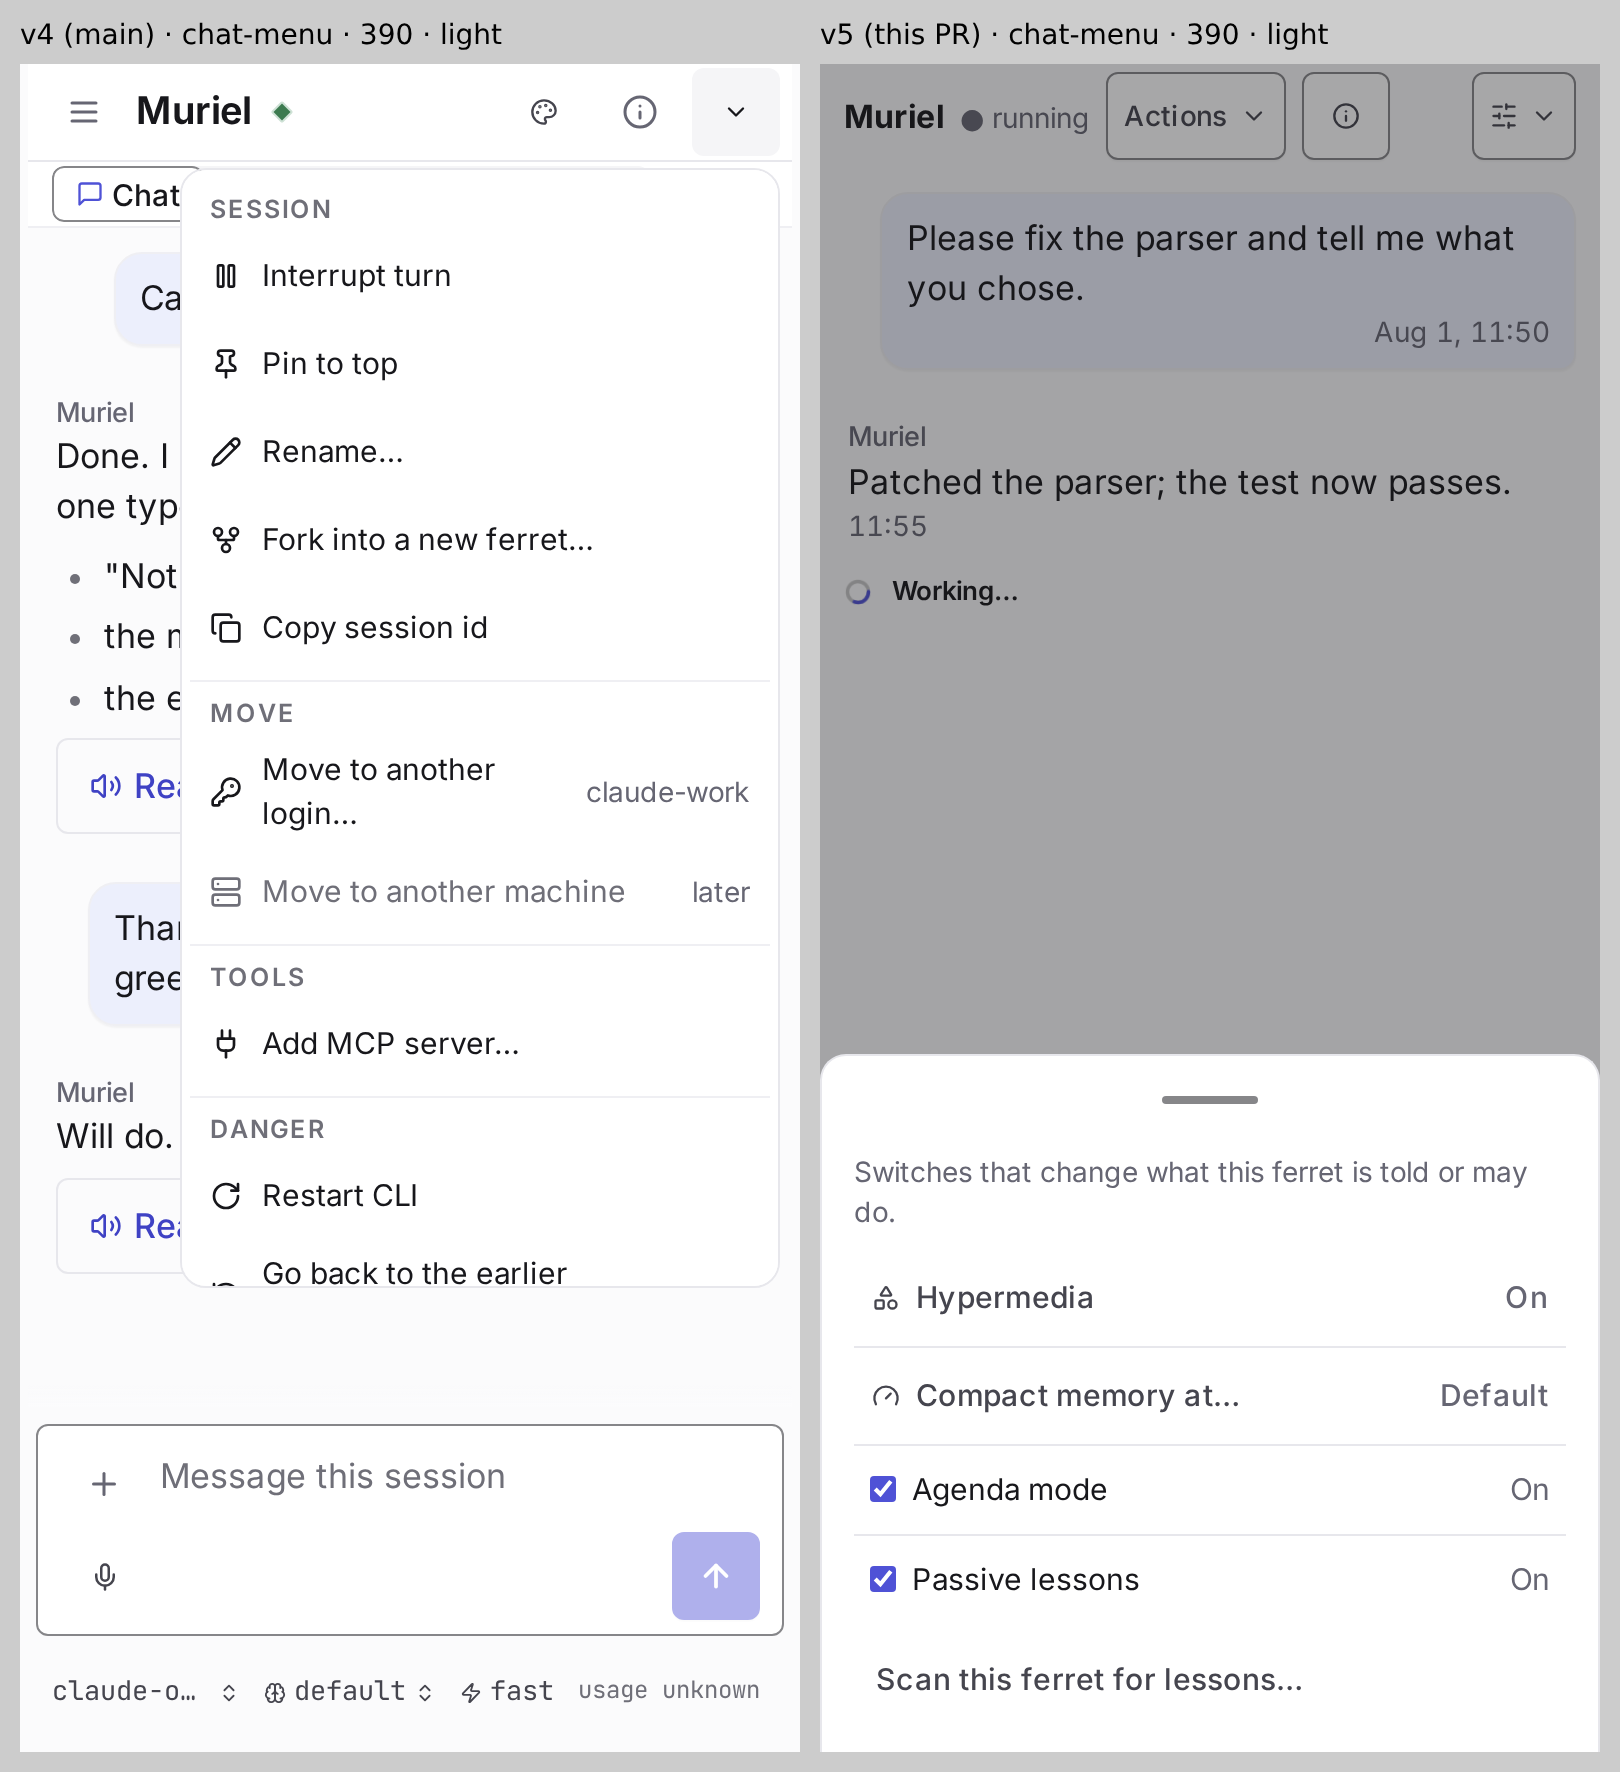 v4 (main) · chat-menu · 390 · light
Muriel
Chat
SESSION
Interrupt turn
Pin to top
Rename...
Fork into a new ferret...
Copy session id
MOVE
Move to another
login...
claude-work
Move to another machine
later
TOOLS
Add MCP server...
DANGER
Restart CLI
Go back to the earlier
Ca
Muriel
Done. I
one typ
• "Not
• the
• the
Rea
gree
Muriel
Will do.
Rea
Message this session
claude-o… default fast usage unknown
v5 (this PR) · chat-menu · 390 · light
Muriel running Actions
Please fix the parser and tell me what
you chose.
Aug 1, 11:50
Muriel
Patched the parser; the test now passes.
11:55
Working...
Switches that change what this ferret is told or may
do.
Hypermedia On
Compact memory at... Default
Agenda mode On
Passive lessons On
Scan this ferret for lessons...